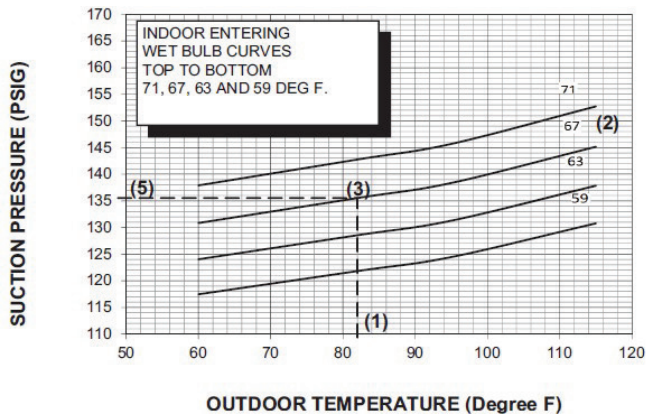 170
165
160
155
150
145
140
135
130
125
120
115
110
SUCTION PRESSURE (PSIG)
INDOOR ENTERING
WET BULB CURVES
TOP TO BOTTOM
71, 67, 63 AND 59 DEG F.
71
67 (2)
63
59
(5)
(3)
(1)
50 60 70 80 90 100 110 120
OUTDOOR TEMPERATURE (Degree F)